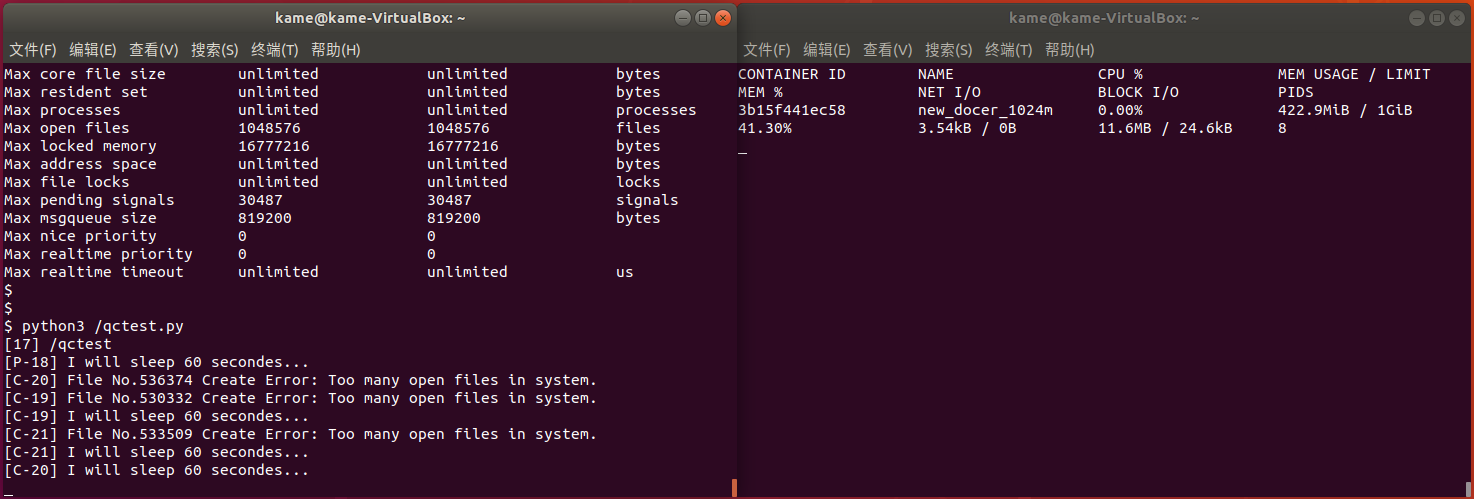 kame@kame-VirtualBox: ~
文件(F) 编辑(E) 查看(V) 搜索(S) 终端(T) 帮助(H)
Max core file size unlimited unlimited bytes
Max resident set unlimited unlimited bytes
Max processes unlimited unlimited processes
Max open files 1048576 1048576 files
Max locked memory 16777216 16777216 bytes
Max address space unlimited unlimited bytes
Max file locks unlimited unlimited locks
Max pending signals 30487 30487 signals
Max msgqueue size 819200 819200 bytes
Max nice priority 0 0
Max realtime priority 0 0
Max realtime timeout unlimited unlimited us
$
$
$ python3 /qctest.py
[17] /qctest
[P-18] I will sleep 60 secondes...
[C-20] File No.536374 Create Error: Too many open files in system.
[C-19] File No.530332 Create Error: Too many open files in system.
[C-19] I will sleep 60 secondes...
[C-21] File No.533509 Create Error: Too many open files in system.
[C-21] I will sleep 60 secondes...
[C-20] I will sleep 60 secondes...
kame@kame-VirtualBox: ~
文件(F) 编辑(E) 查看(V) 搜索(S) 终端(T) 帮助(H)
CONTAINER ID NAME CPU % MEM USAGE / LIMIT
MEM % NET I/O BLOCK I/O PIDS
3b15f441ec58 new_docer_1024m 0.00% 422.9MiB / 1GiB
41.30% 3.54kB / 0B 11.6MB / 24.6kB 8